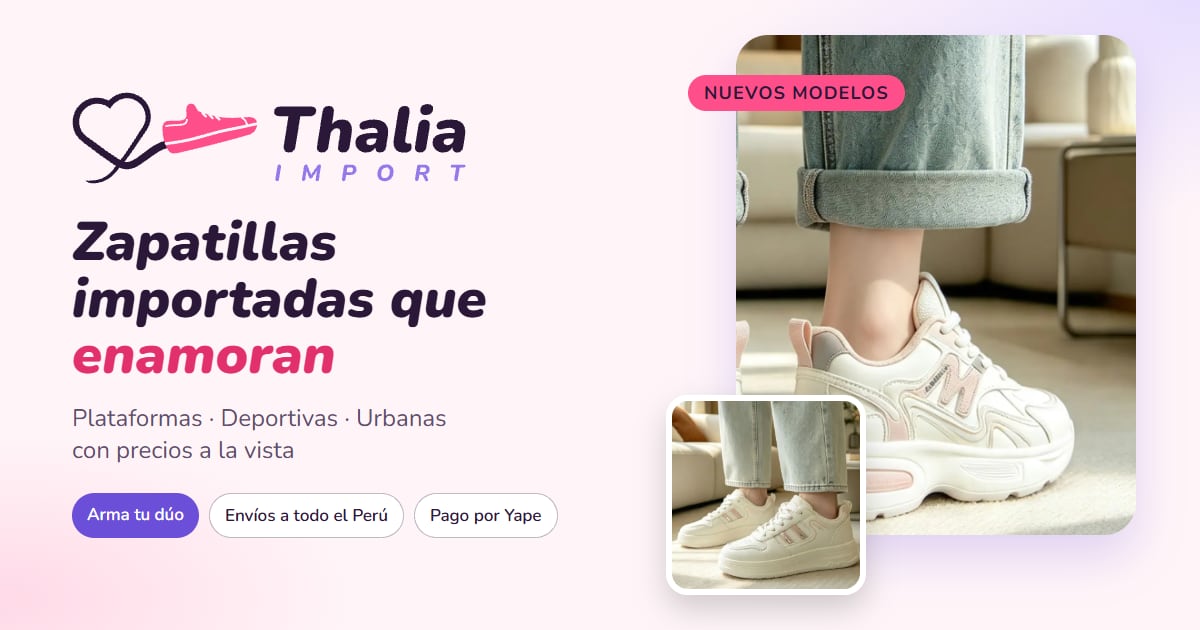 Thalia
IMPORT
Zapatillas
importadas que
enamoran
Plataformas · Deportivas · Urbanas
con precios a la vista
Arma tu dúo
Envíos a todo el Perú
Pago por Yape
NUEVOS MODELOS